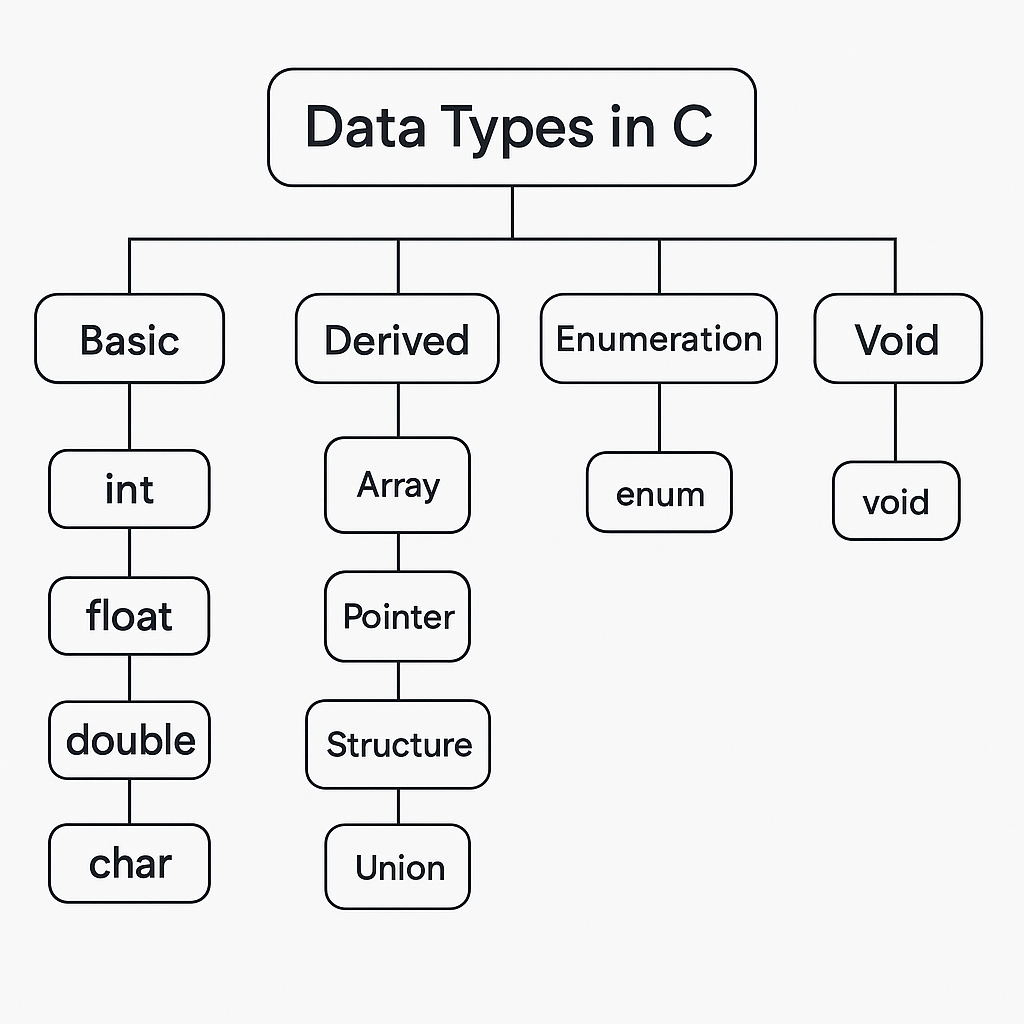 Data Types in C
Basic
Derived
Enumeration
Void
int
float
double
char
Array
Pointer
Structure
Union
enum
void